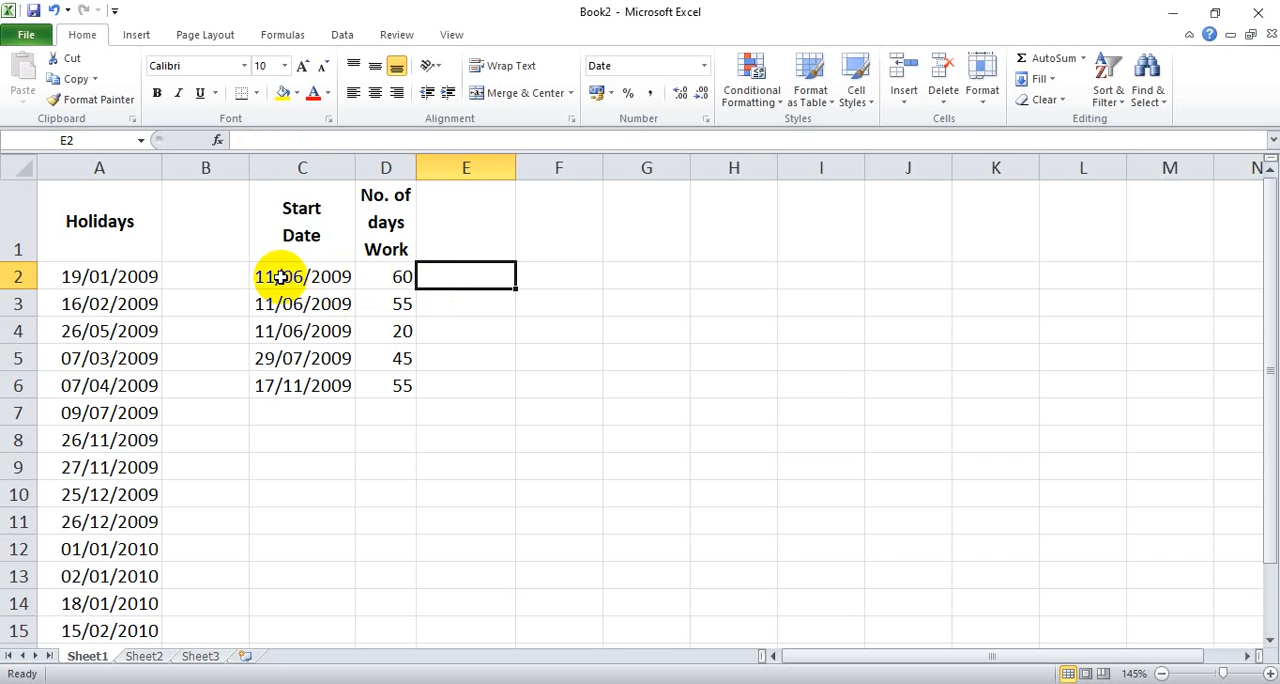 Book2 - Microsoft Excel
File Home Insert Page Layout Formulas Data Review View
Paste
Cut
Copy
Format Painter
Clipboard
Calibri 10
B I U
Font
Wrap Text
Merge & Center
Alignment
Date
Number
Conditional Formatting
Format as Table
Cell Styles
Styles
Insert Delete Format
Cells
AutoSum
Fill
Clear
Sort & Filter
Find & Select
Editing
E2 fx
A B C D E F G H I J K L M N
1 Holidays Start Date No. of days Work
2 19/01/2009 11/06/2009 60
3 16/02/2009 11/06/2009 55
4 26/05/2009 11/06/2009 20
5 07/03/2009 29/07/2009 45
6 07/04/2009 17/11/2009 55
7 09/07/2009
8 26/11/2009
9 27/11/2009
10 25/12/2009
11 26/12/2009
12 01/01/2010
13 02/01/2010
14 18/01/2010
15 15/02/2010
Sheet1 Sheet2 Sheet3
Ready 145%